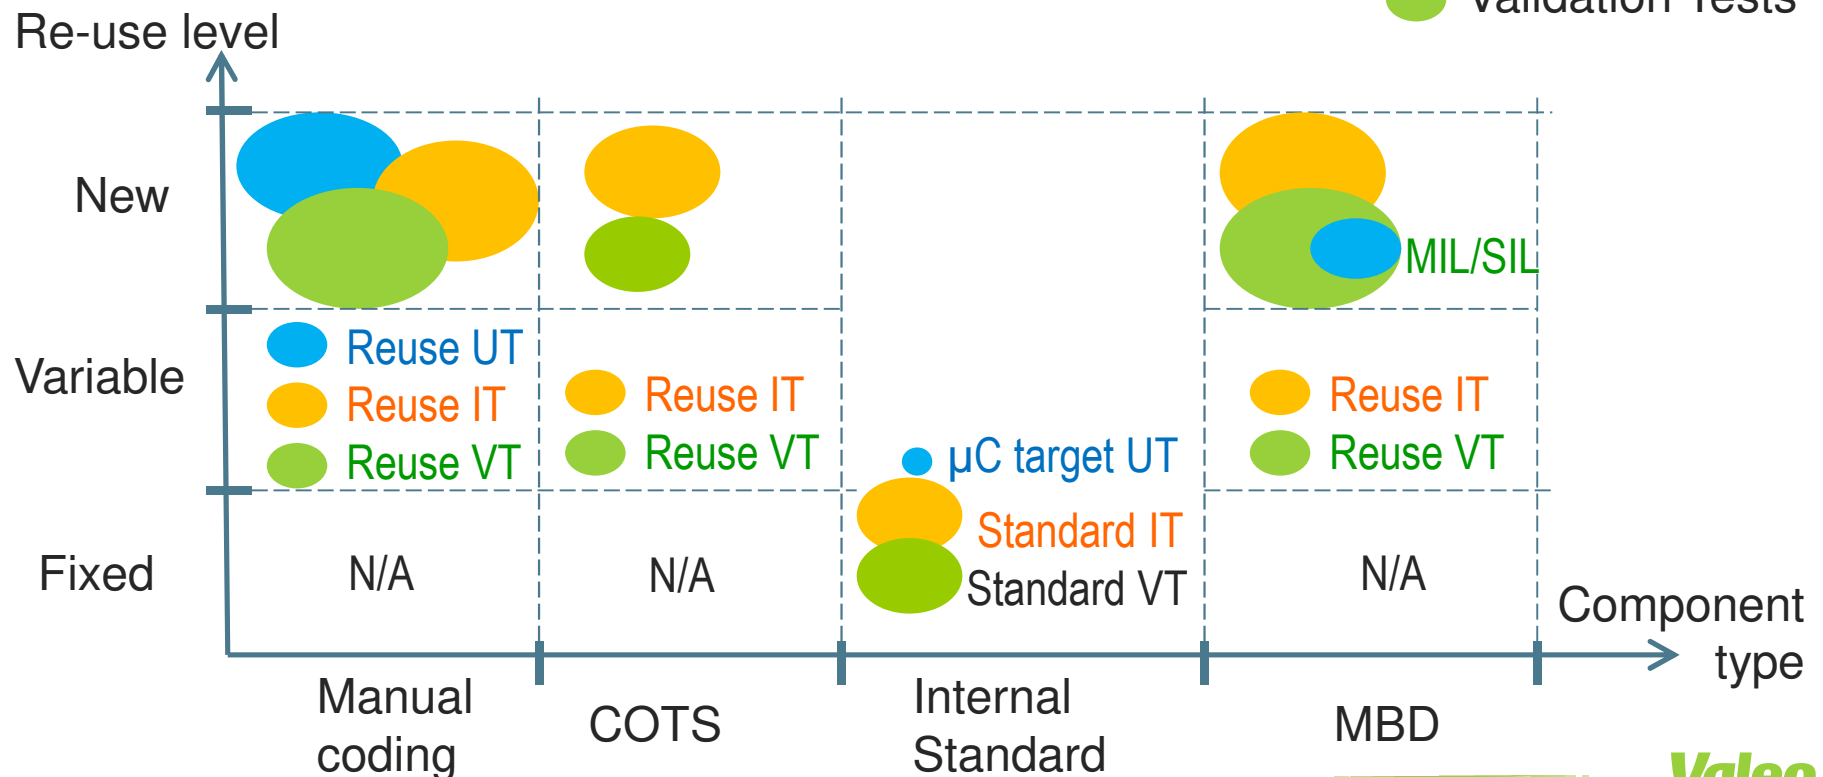 Validation Tests
Re-use level
New
MIL/SIL
Variable
Reuse UT
Reuse IT
Reuse VT
Reuse IT
Reuse VT
µC target UT
Reuse IT
Reuse VT
Fixed
N/A
N/A
Standard IT
Standard VT
N/A
Component
type
Manual
coding
COTS
Internal
Standard
MBD
Valeo